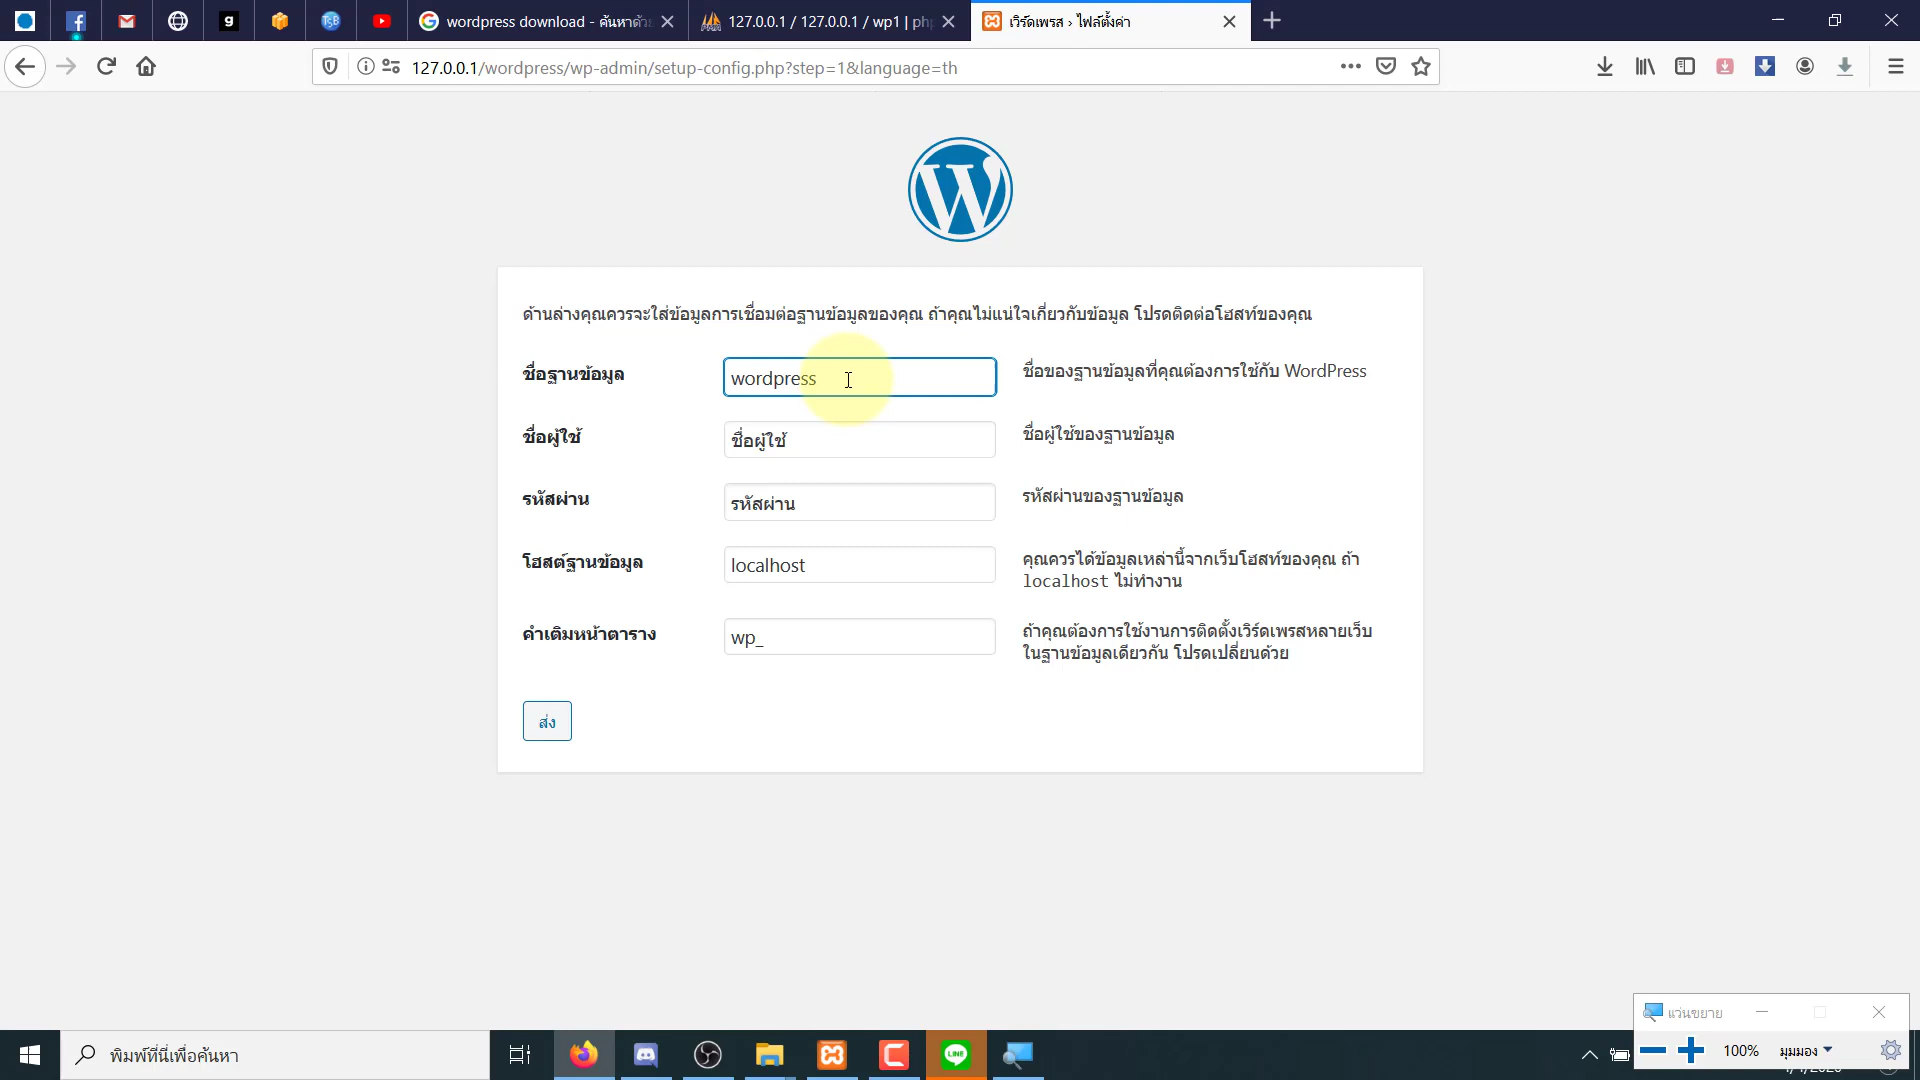 wordpress download - ค้นหาด้วย
127.0.0.1 / 127.0.0.1 / wp1 | php
เวิร์ดเพรส › ไฟล์ตั้งค่า
127.0.0.1/wordpress/wp-admin/setup-config.php?step=1&language=th
ด้านล่างคุณควรจะใส่ข้อมูลการเชื่อมต่อฐานข้อมูลของคุณ ถ้าคุณไม่แน่ใจเกี่ยวกับข้อมูล โปรดติดต่อโฮสท์ของคุณ
ชื่อฐานข้อมูล
wordpress
ชื่อของฐานข้อมูลที่คุณต้องการใช้กับ WordPress
ชื่อผู้ใช้
ชื่อผู้ใช้
ชื่อผู้ใช้ของฐานข้อมูล
รหัสผ่าน
รหัสผ่าน
รหัสผ่านของฐานข้อมูล
โฮสต์ฐานข้อมูล
localhost
คุณควรได้ข้อมูลเหล่านี้จากเว็บโฮสท์ของคุณ ถ้า
localhost ไม่ทำงาน
คำเติมหน้าตาราง
wp_
ถ้าคุณต้องการใช้งานการติดตั้งเวิร์ดเพรสหลายเว็บ
ในฐานข้อมูลเดียวกัน โปรดเปลี่ยนด้วย
ส่ง
แว่นขยาย
100%
มุมมอง
พิมพ์ที่นี่เพื่อค้นหา